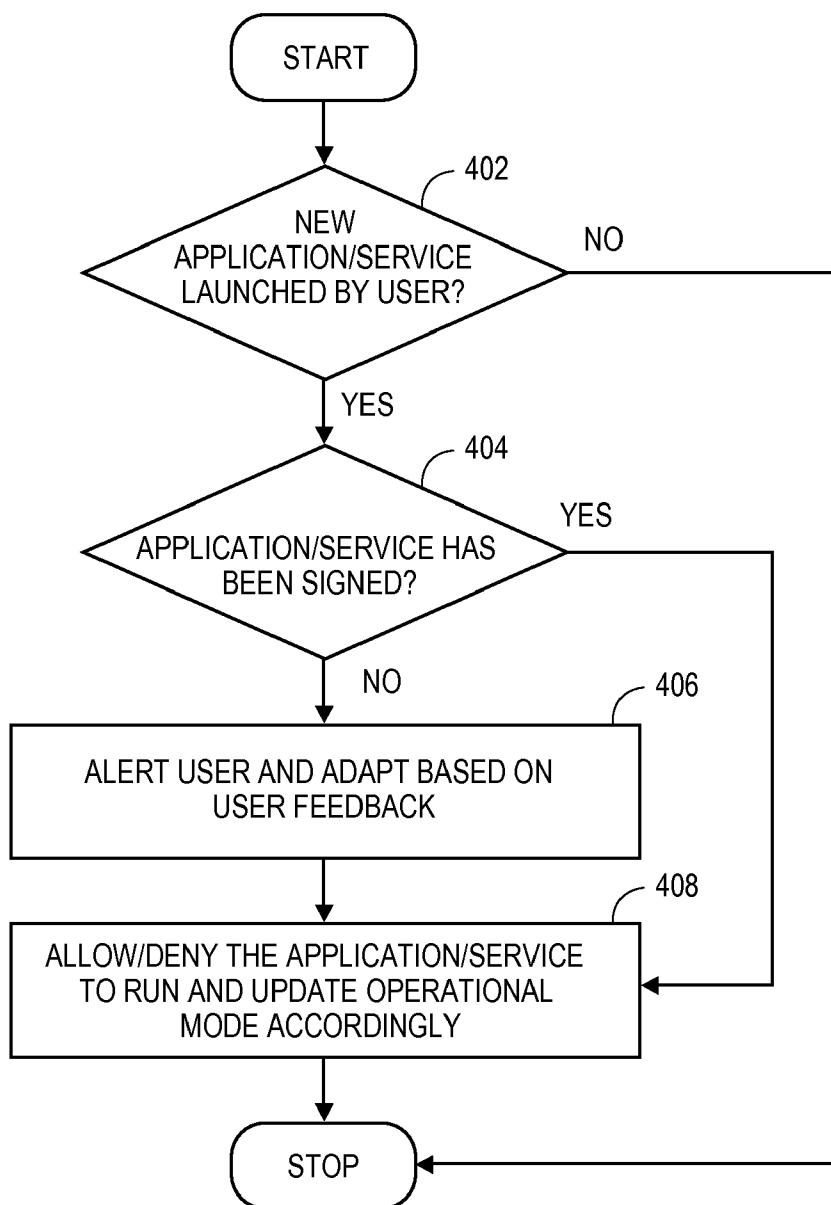 START
402
NEW
APPLICATION/SERVICE
LAUNCHED BY USER?
NO
YES
404
APPLICATION/SERVICE HAS
BEEN SIGNED?
YES
NO
406
ALERT USER AND ADAPT BASED ON
USER FEEDBACK
408
ALLOW/DENY THE APPLICATION/SERVICE
TO RUN AND UPDATE OPERATIONAL
MODE ACCORDINGLY
STOP